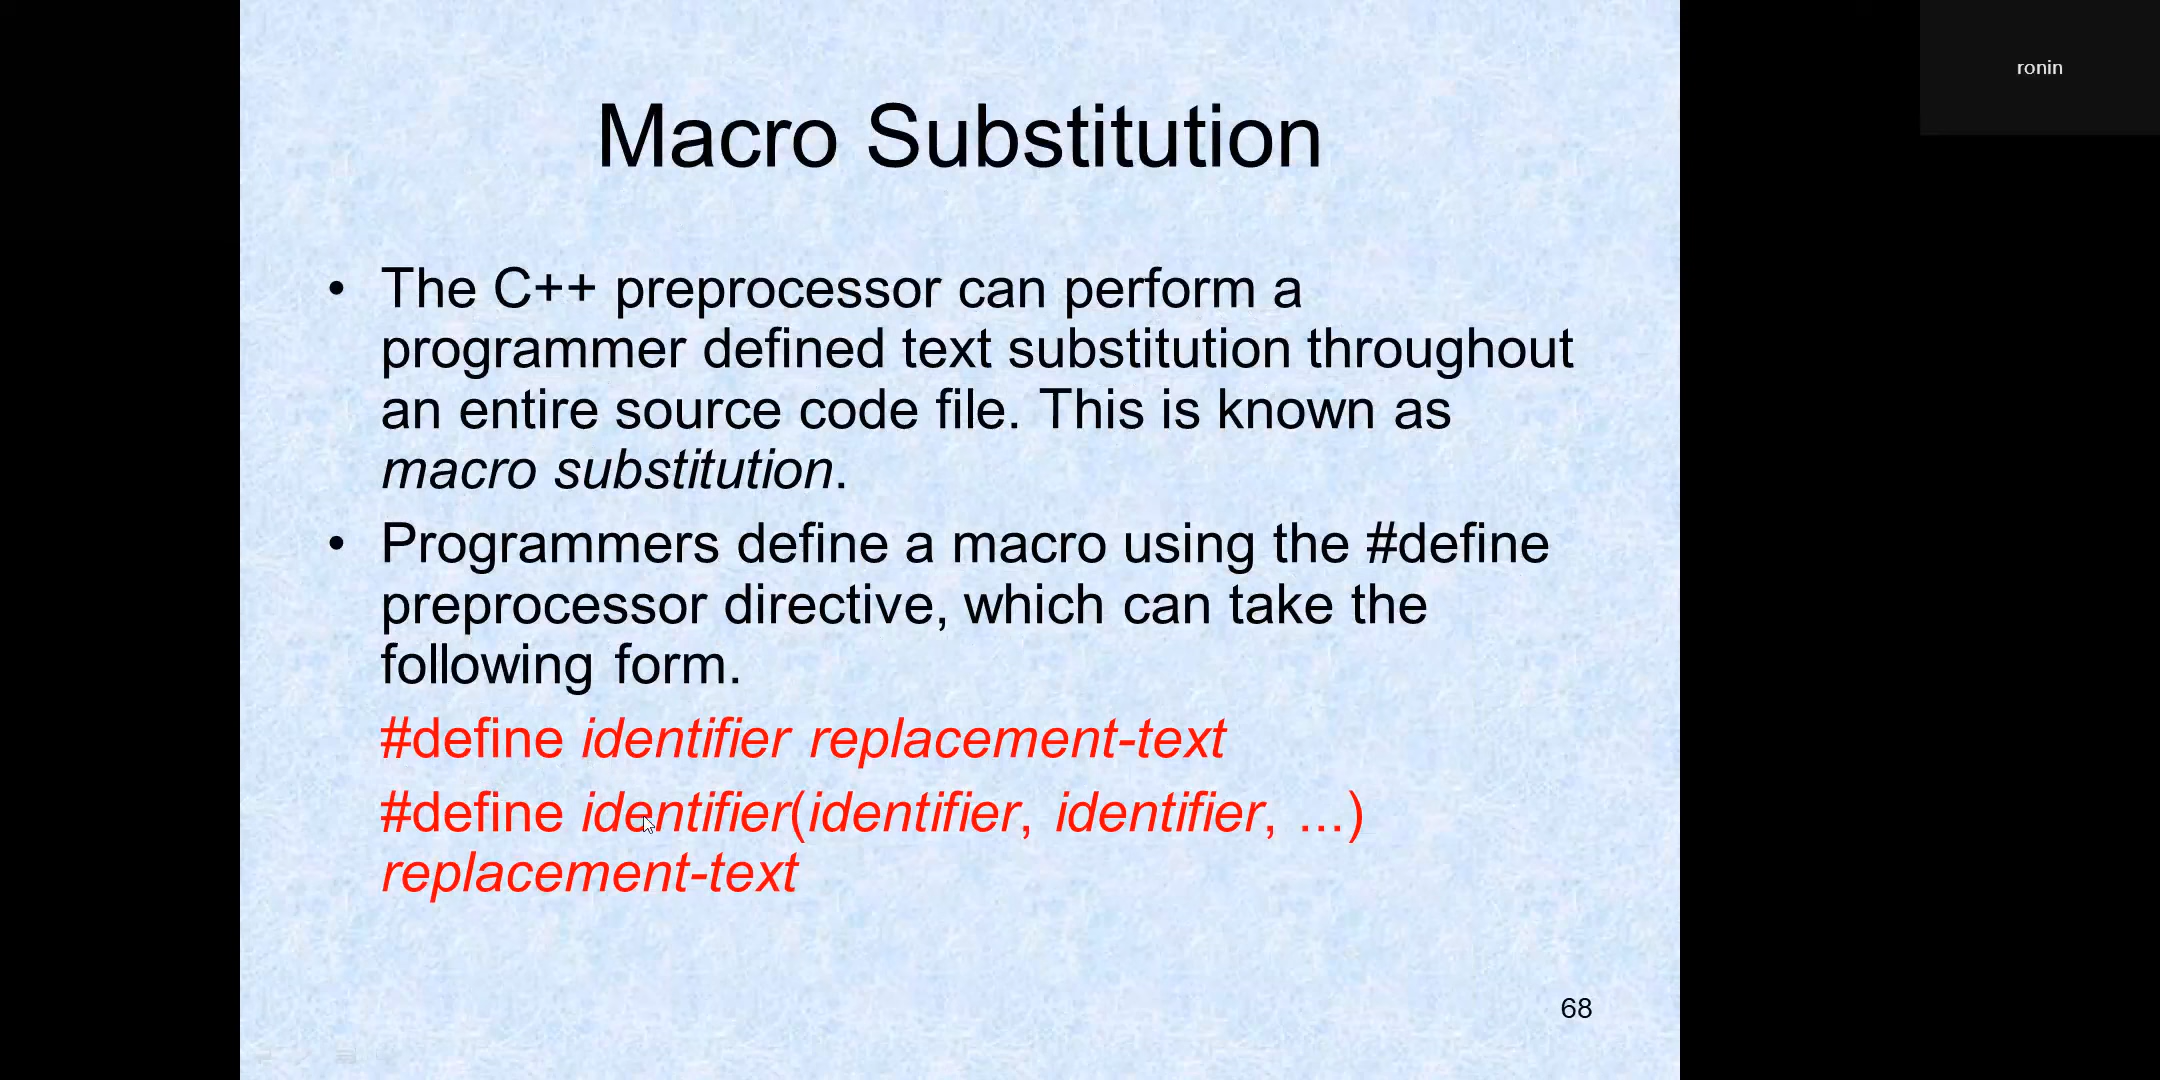 Macro Substitution
ronin
• The C++ preprocessor can perform a
programmer defined text substitution throughout
an entire source code file. This is known as
macro substitution.
• Programmers define a macro using the #define
preprocessor directive, which can take the
following form.
#define identifier replacement-text
#define identifier(identifier, identifier, ...)
replacement-text
68